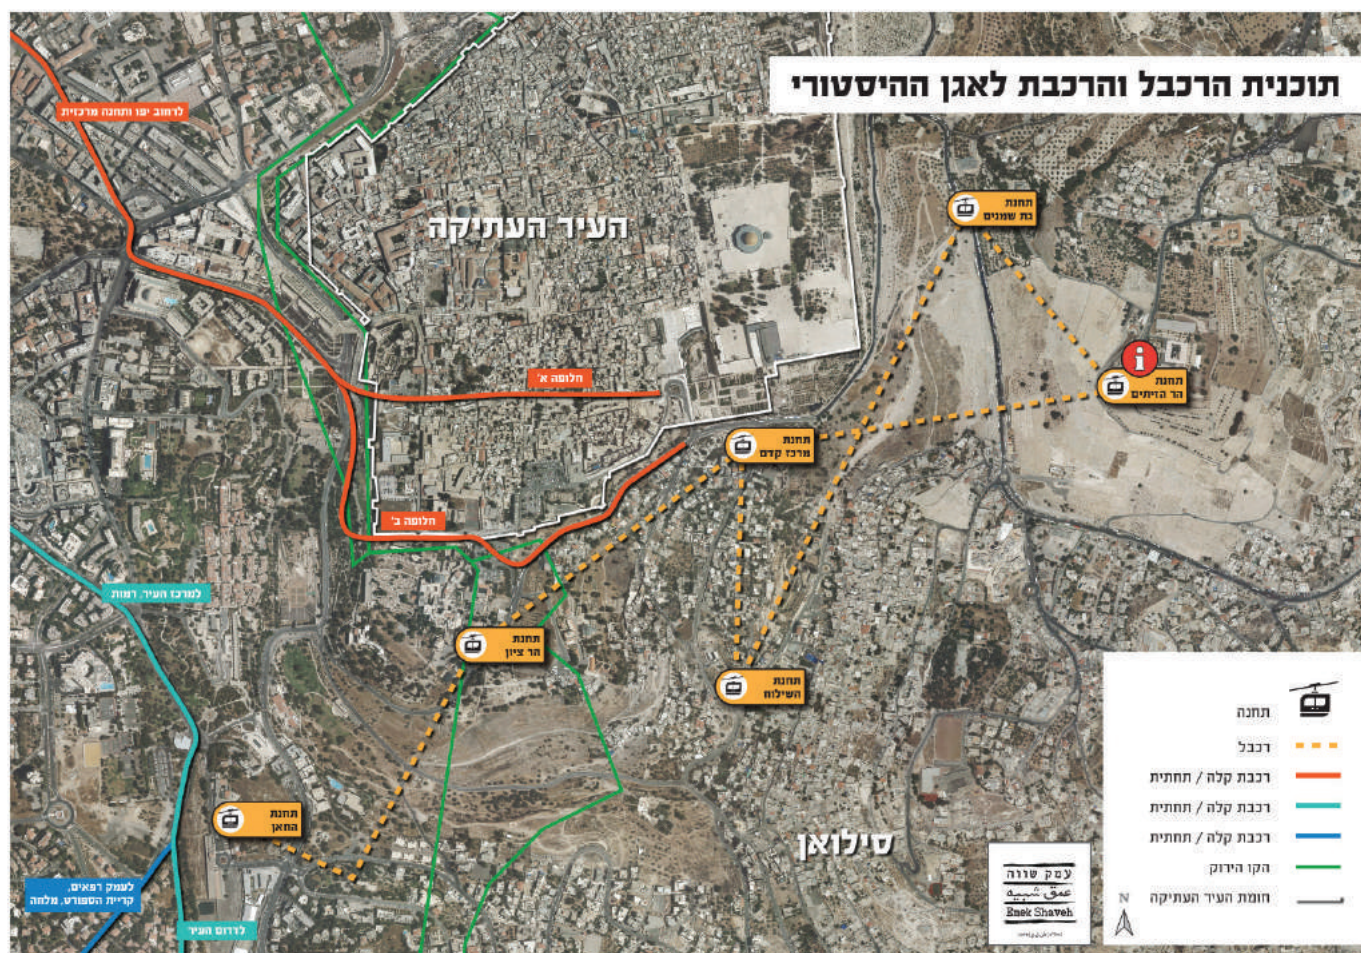 תוכנית הרכבל והרכבת לאגן ההיסטורי
לרחוב יפו ותחנה מרכזית
העיר העתיקה
תחנת
גת שמנים
תחנת
הר הזיתים
חלופה א'
תחנת
מרכז קדם
חלופה ב'
למרכז העיר, רמות
תחנת
הר ציון
תחנת
השילוח
תחנת
החאן
סילואן
לעמק רפאים,
קריית הספורט, מלחה
לדרום העיר
תחנה
רכבל
רכבת קלה / תחתית
רכבת קלה / תחתית
רכבת קלה / תחתית
הקו הירוק
חומת העיר העתיקה
N
עמק שווה
عمق شبيه
Emek Shaveh